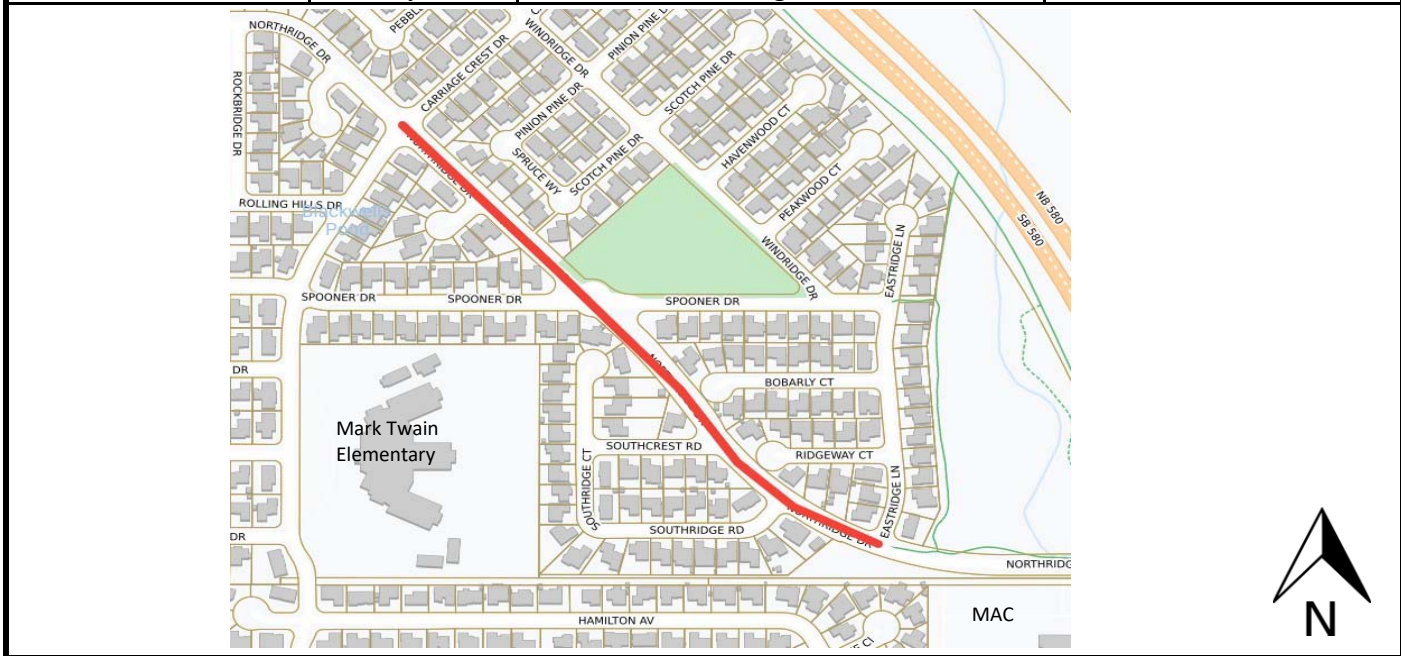 PEBBL
NORTHRIDGE DR
CARRIAGE CREST DR
WINDRIDGE DR
PINION PINE D
ROCKBRIDGE DR
PINION PINE DR
SCOTCH PINE DR
HAVENWOOD CT
NORTHRIDGE DR
SPRUCE WY
SCOTCH PINE DR
PEAKWOOD CT
NB 580
SB 580
ROLLING HILLS DR
Blackwells
Pond
WINDRIDGE DR
EASTRIDGE LN
SPOONER DR
SPOONER DR
SPOONER DR
DR
BOBARLY CT
Mark Twain
Elementary
SOUTHCREST RD
RIDGEWAY CT
SOUTHRIDGE CT
EASTRIDGE LN
SOUTHRIDGE RD
NORTHRIDGE DR
DR
NORTHRIDG
HAMILTON AV
MAC
N